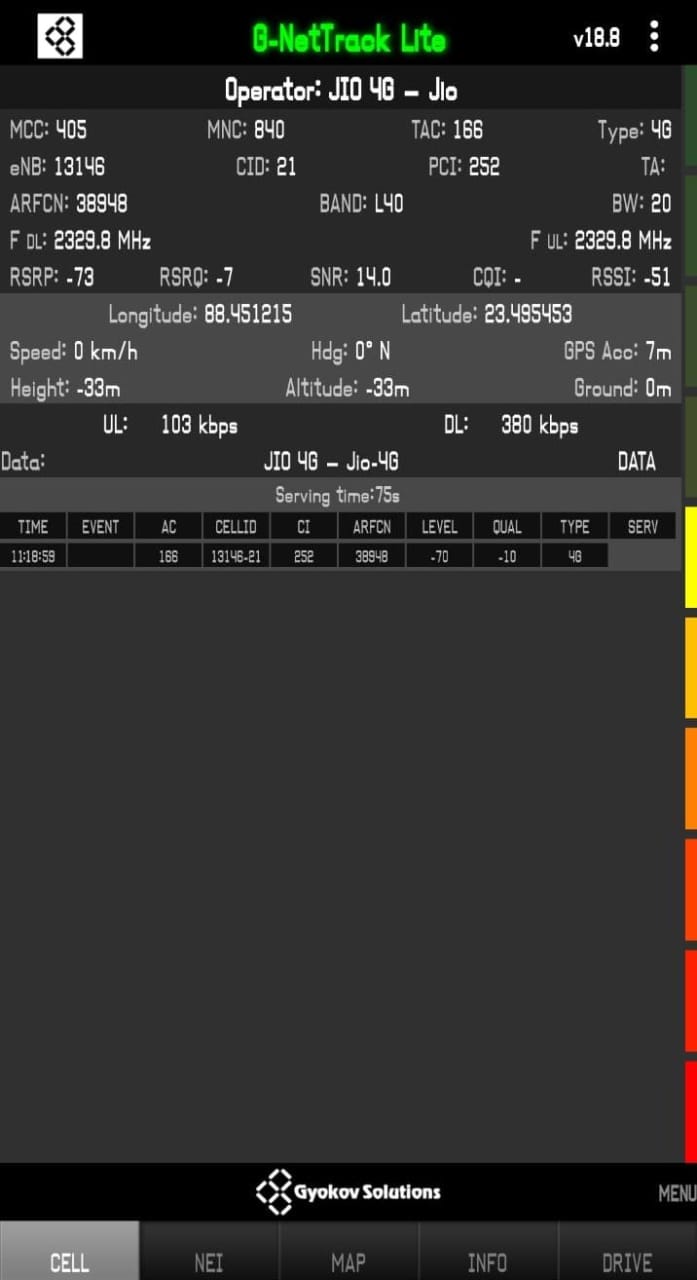 G-NetTrack Lite v18.8
Operator: JIO 4G – Jio
MCC: 405 MNC: 840 TAC: 166 Type: 4G
eNB: 13146 CID: 21 PCI: 252 TA:
ARFCN: 38948 BAND: L40 BW: 20
F DL: 2329.8 MHz F UL: 2329.8 MHz
RSRP: -73 RSRQ: -7 SNR: 14.0 CQI: - RSSI: -51
Longitude: 88.451215 Latitude: 23.495453
Speed: 0 km/h Hdg: 0° N GPS Acc: 7m
Height: -33m Altitude: -33m Ground: 0m
UL: 103 kbps DL: 380 kbps
Data: JIO 4G – Jio-4G DATA
Serving time:75s
TIME EVENT AC CELLID CI ARFCN LEVEL QUAL TYPE SERV
11:18:59 166 13146-21 252 38948 -70 -10 4G
Gyokov Solutions MENU
CELL NEI MAP INFO DRIVE